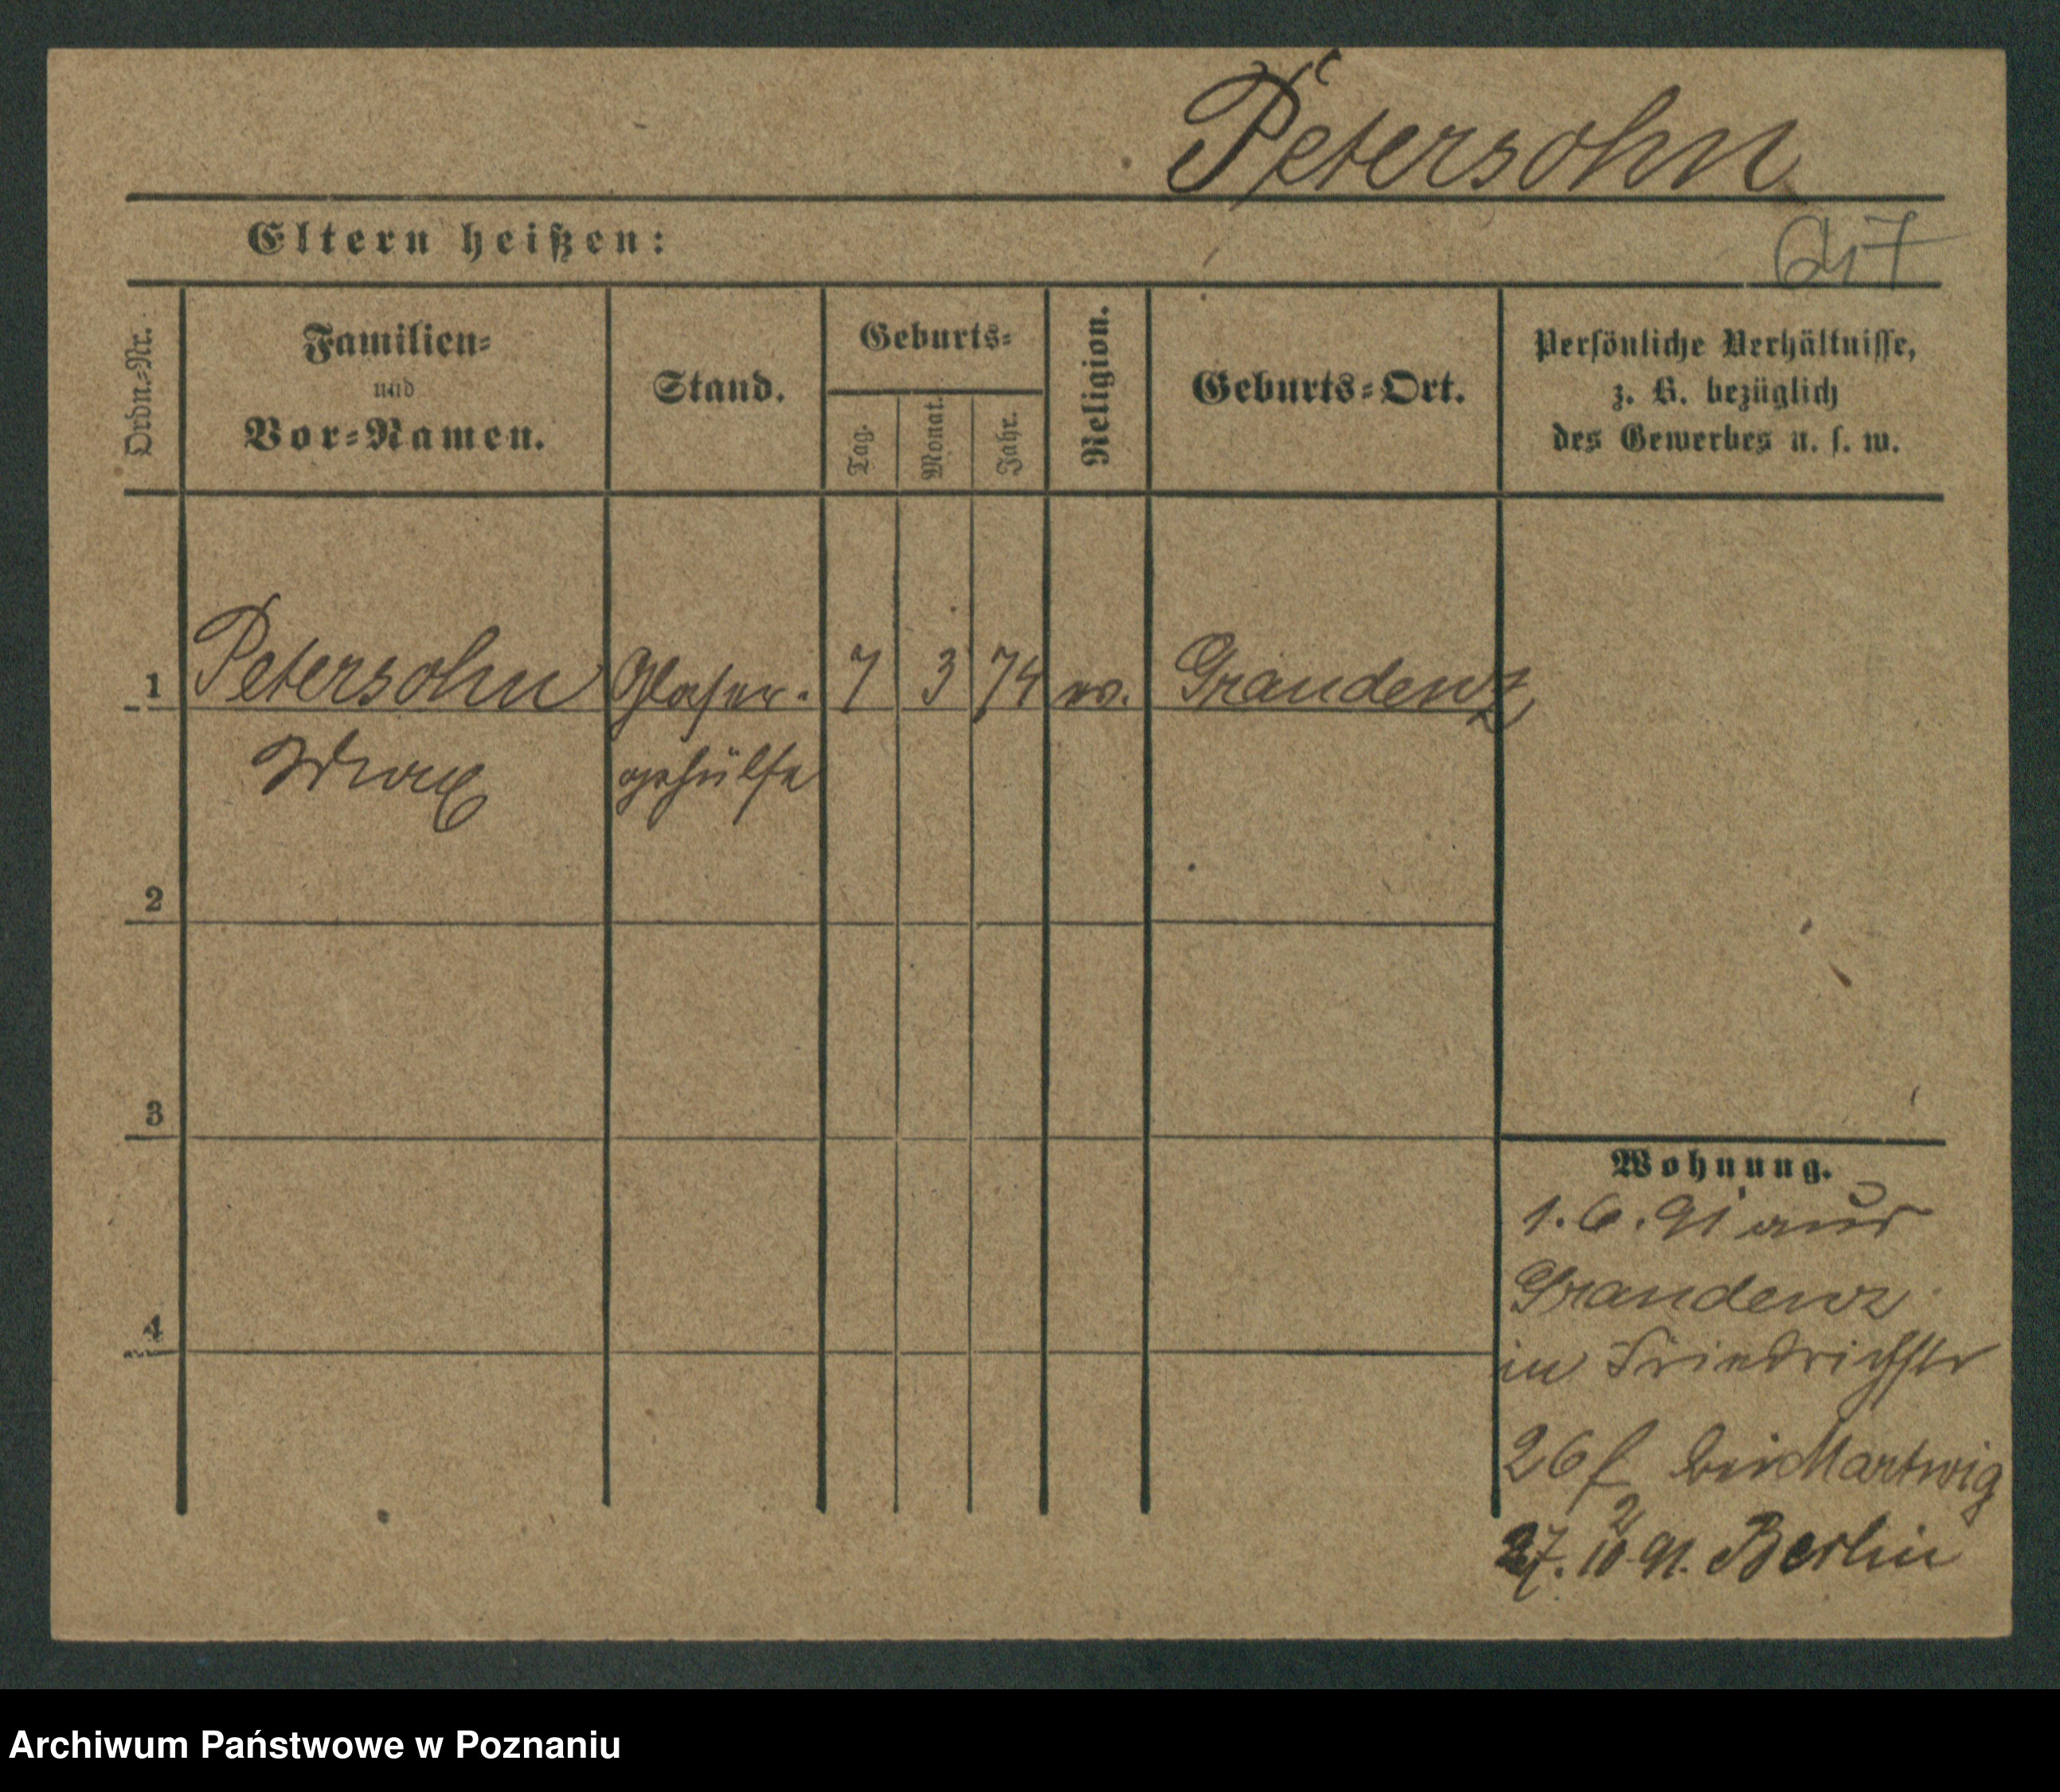 Petersohn
Eltern heißen:
617
Ordn.-Nr.
Familien-
und
Vor-Namen.
Stand.
Geburts-
Tag.
Monat.
Jahr.
Religion.
Geburts-Ort.
Persönliche Verhältnisse,
z. B. bezüglich
des Gewerbes u. s. w.
1 Petersohn Glaser- 7 3 74 ev. Graudenz
Max gehülfe
2
3
4
Wohnung.
1.6.91 aus
Graudenz
in Friedrichstr
26 bei Hartwig
27. 10 91. Berlin
Archiwum Państwowe w Poznaniu